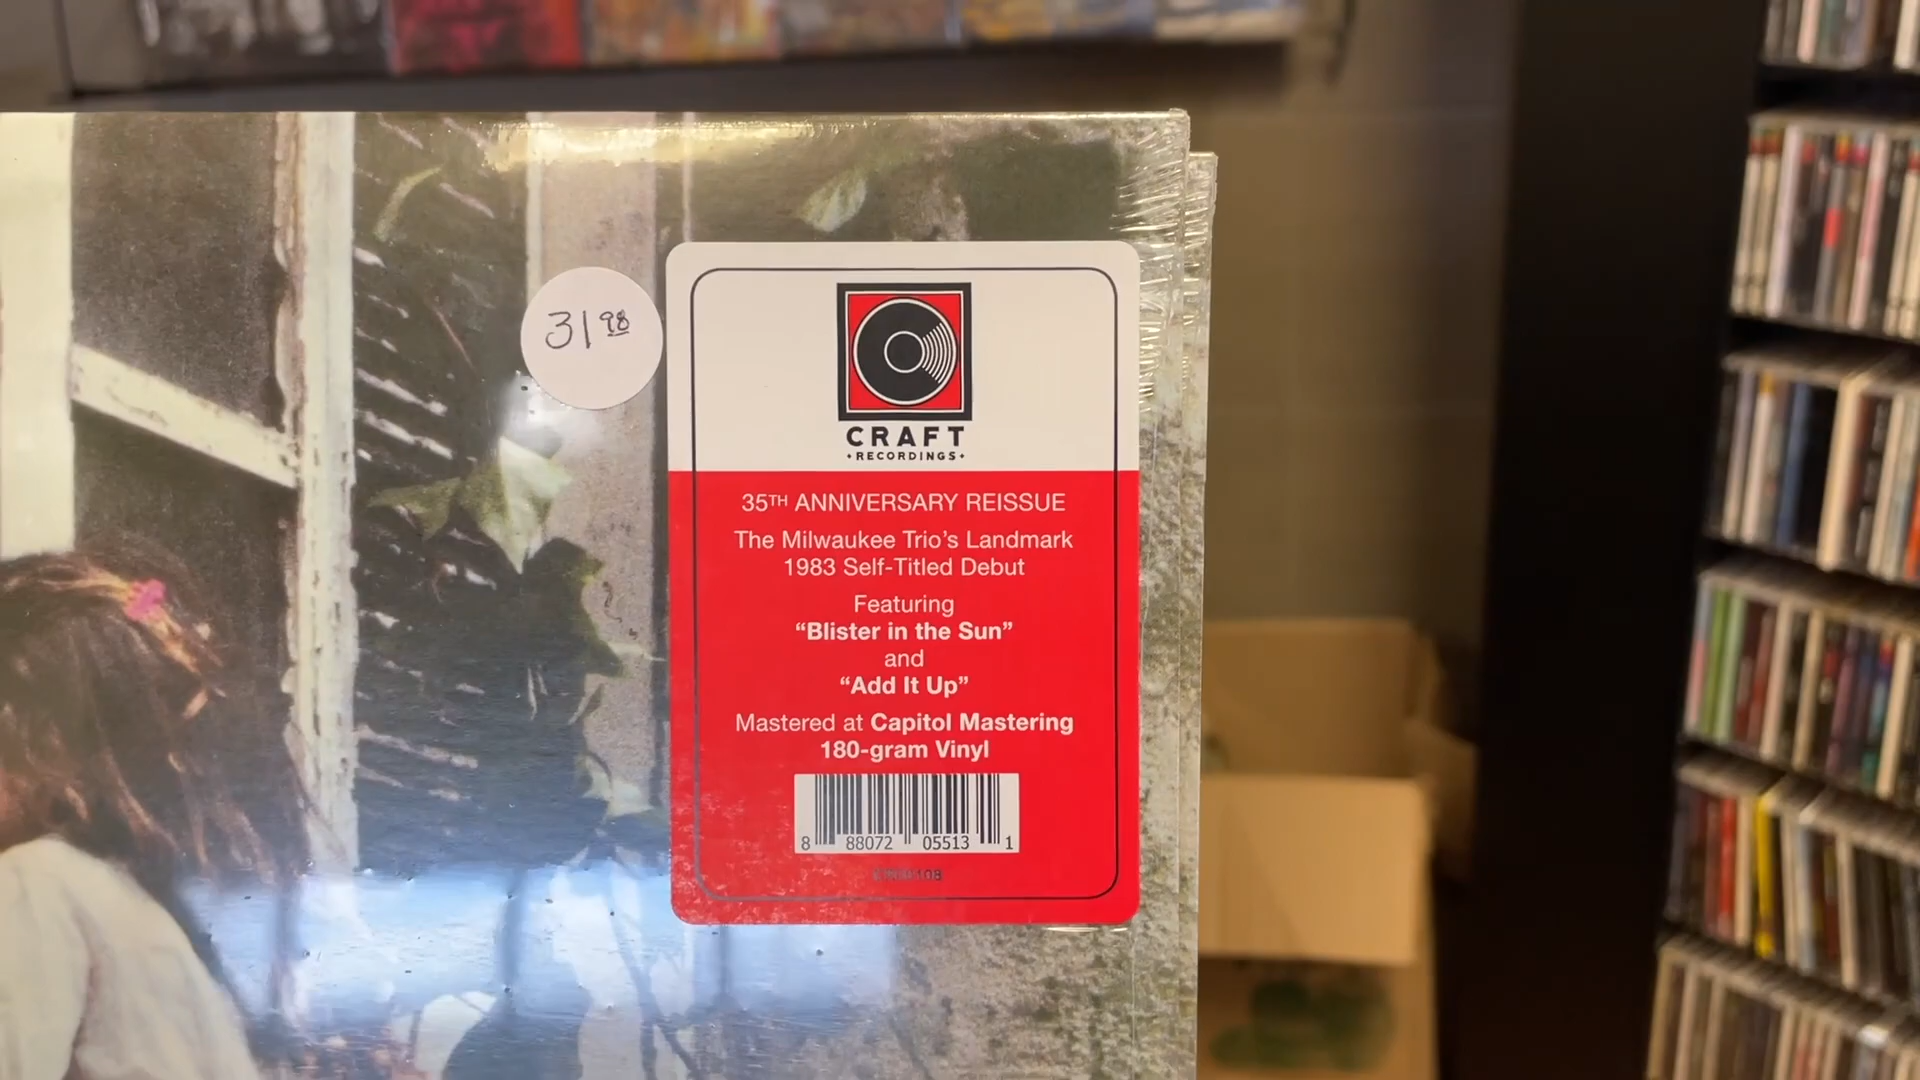 31 98
CRAFT
RECORDINGS
35TH ANNIVERSARY REISSUE
The Milwaukee Trio's Landmark
1983 Self-Titled Debut
Featuring
“Blister in the Sun”
and
“Add It Up”
Mastered at Capitol Mastering
180-gram Vinyl
8 88072 05513 1